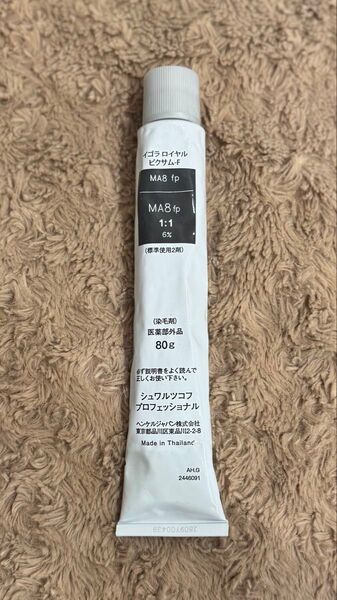 イゴラ ロイヤル
ピクサム-F
MA8 fp
MA8 fp
1:1
6%
(標準使用2剤)
(染毛剤)
医薬部外品
80g
必ず説明書をよく読んで
正しくお使い下さい。
シュワルツコフ
プロフェッショナル
ヘンケルジャパン株式会社
東京都品川区東品川2-2-8
Made in Thailand
AH.G
2446091